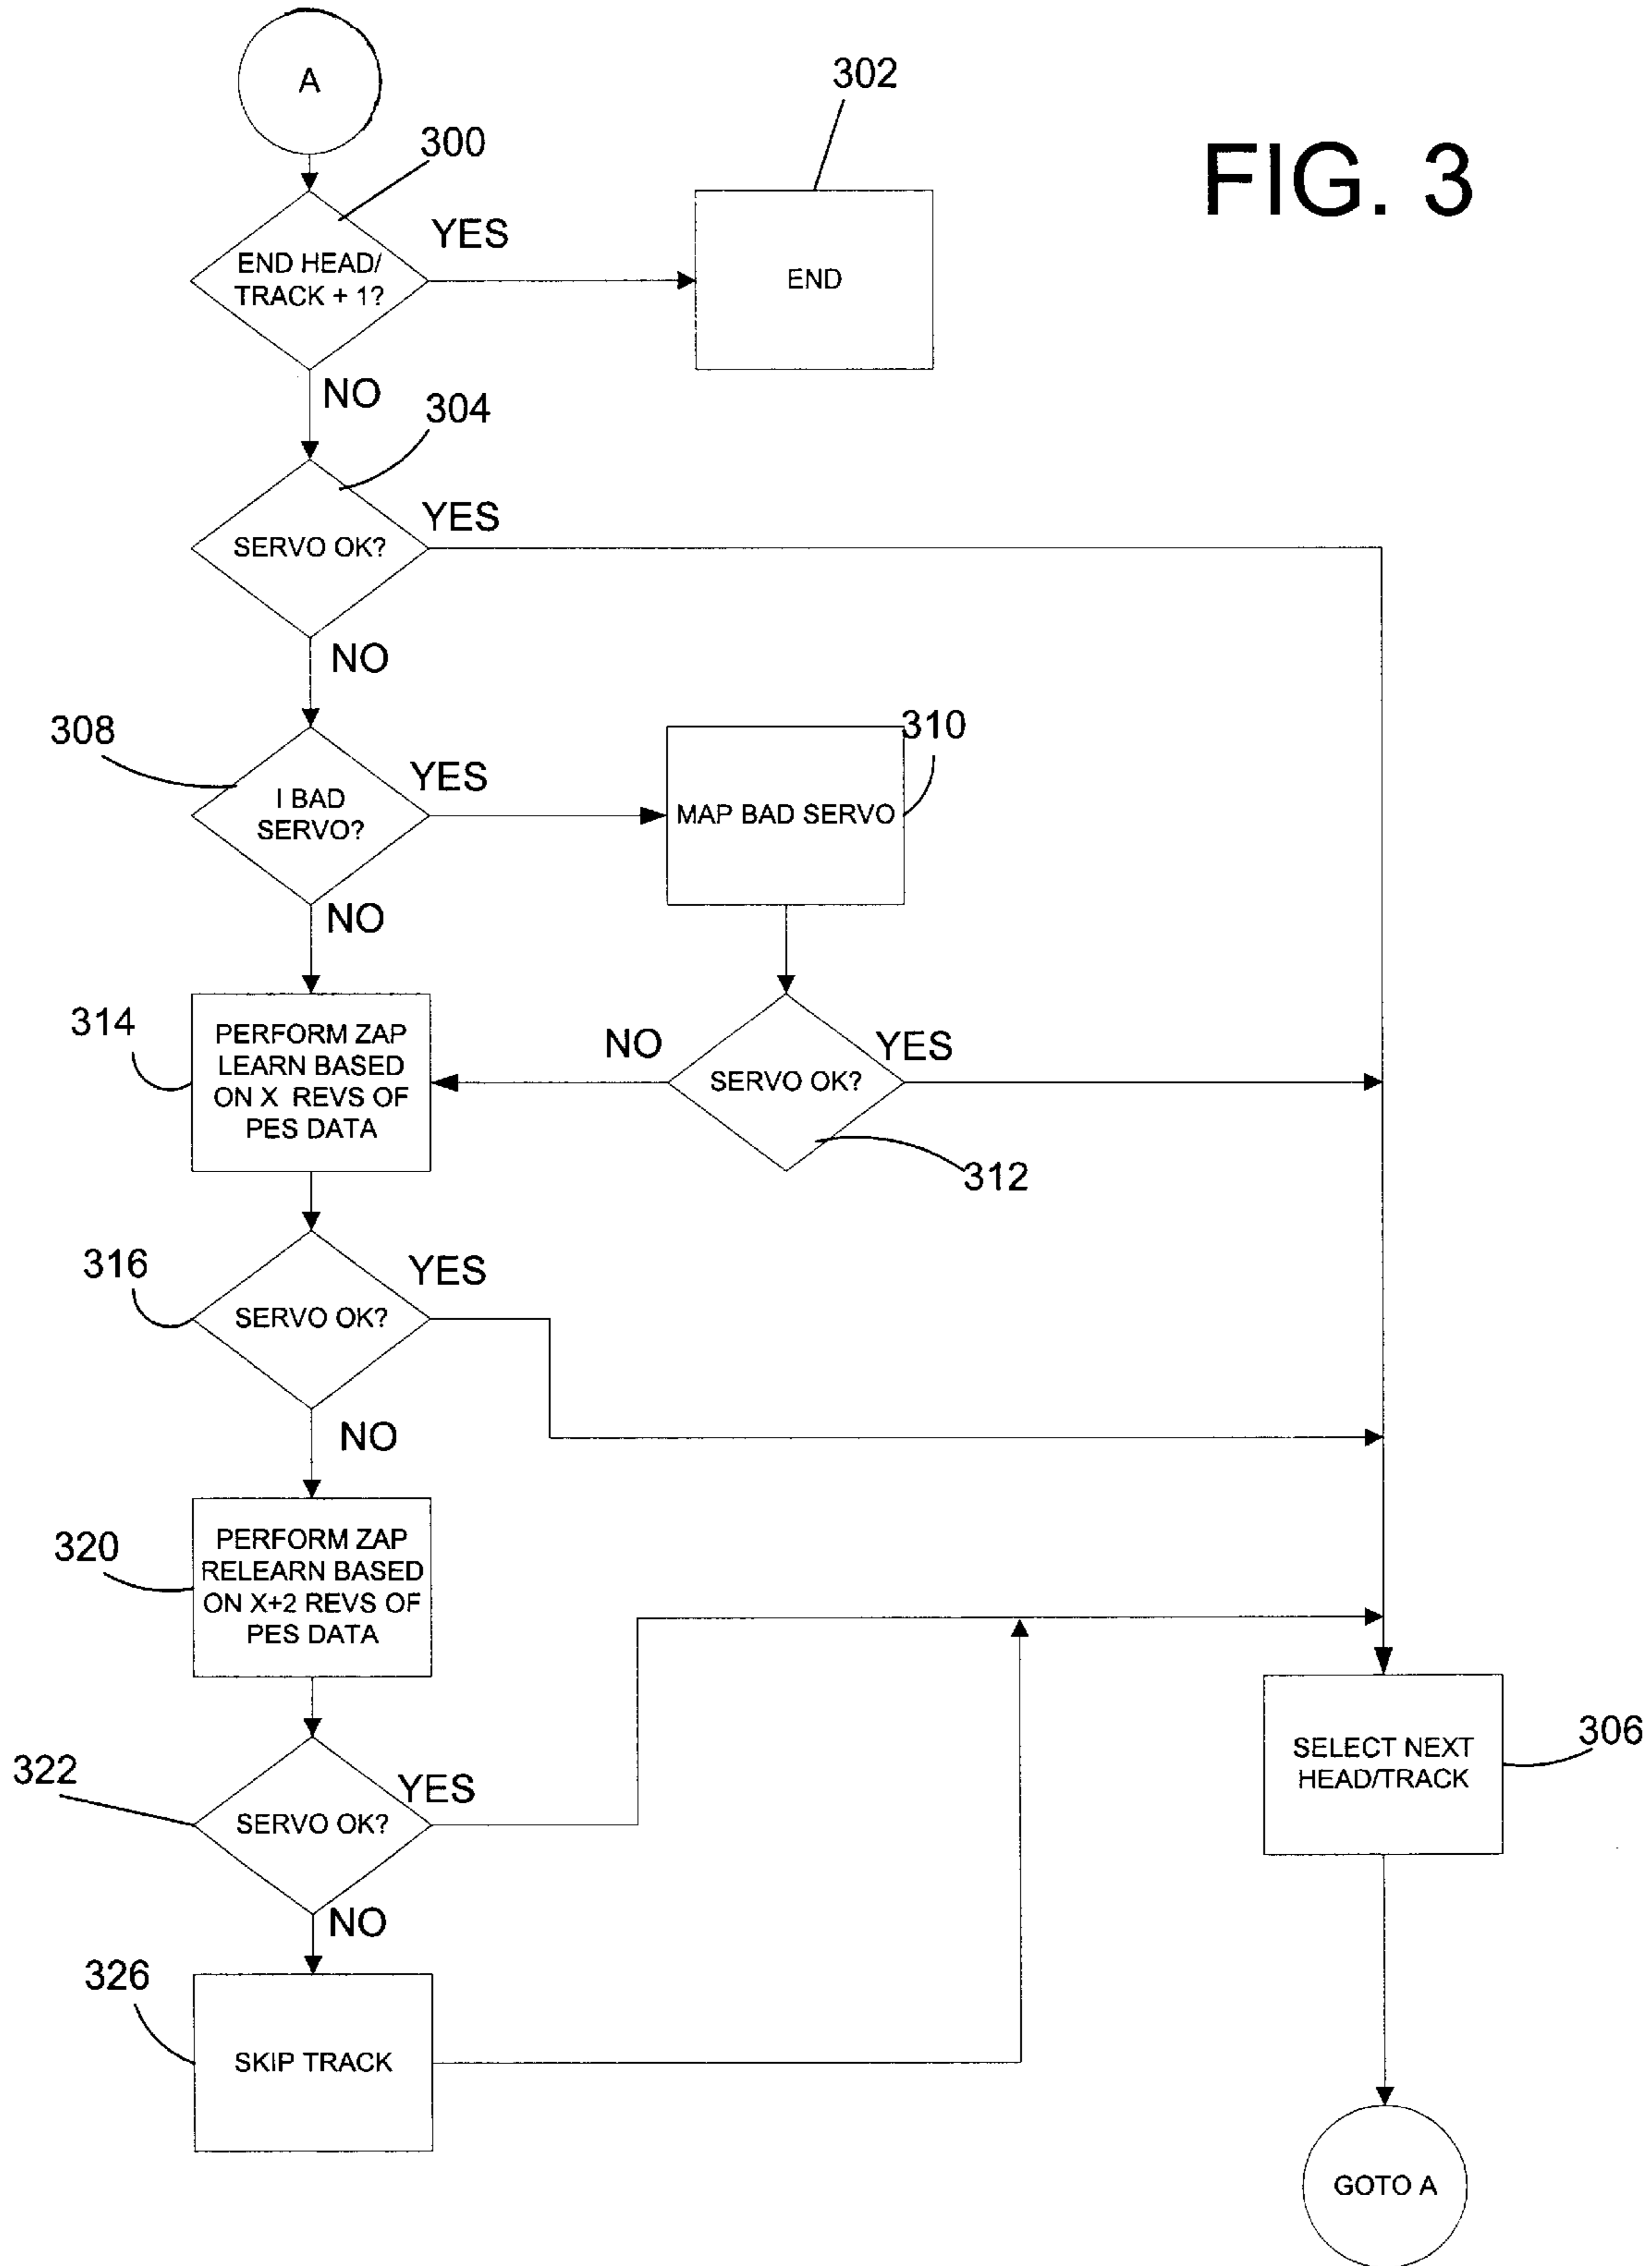 A
302
300
FIG. 3
YES
END HEAD/
TRACK + 1?
END
NO
304
YES
SERVO OK?
NO
308
310
YES
I BAD
SERVO?
MAP BAD SERVO
NO
314
PERFORM ZAP
LEARN BASED
ON X REVS OF
PES DATA
NO
YES
SERVO OK?
312
316
YES
SERVO OK?
NO
320
PERFORM ZAP
RELEARN BASED
ON X+2 REVS OF
PES DATA
306
SELECT NEXT
HEAD/TRACK
322
YES
SERVO OK?
NO
326
SKIP TRACK
GOTO A